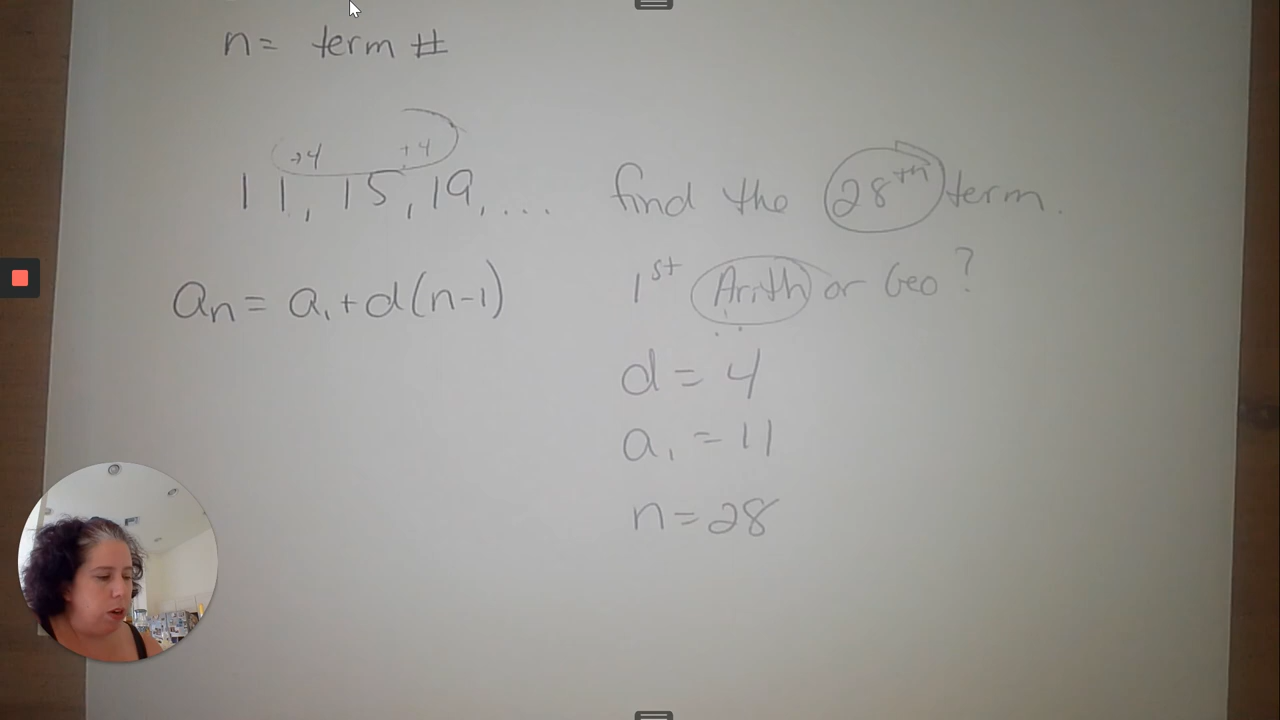 n = term #
+4 +4
11, 15, 19, ... find the 28th term.
1st Arith or Geo?
an = a1 + d(n-1)
d = 4
a1 = 11
n = 28